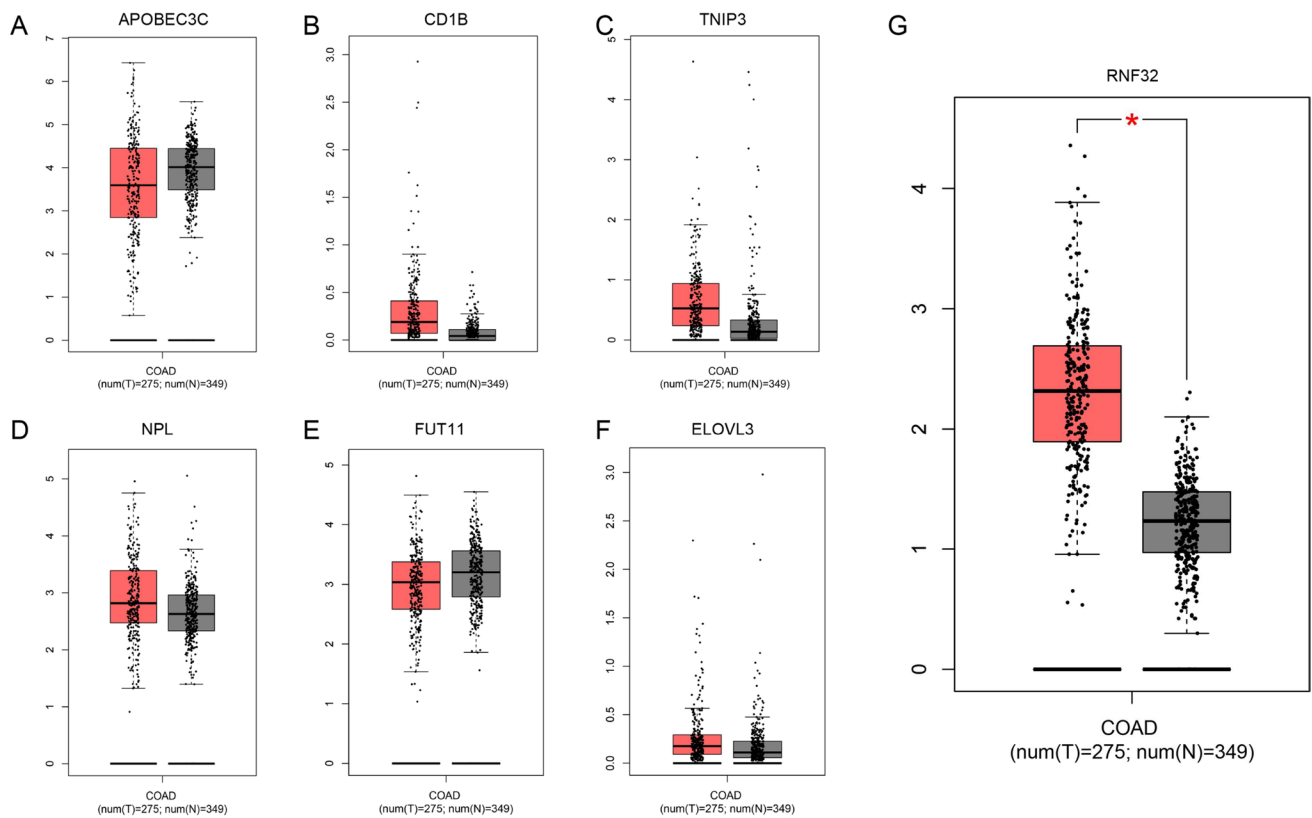 A
APOBEC3C
7
6
5
4
3
2
1
0
COAD
(num(T)=275; num(N)=349)
B
CD1B
3.0
2.5
2.0
1.5
1.0
0.5
0.0
COAD
(num(T)=275; num(N)=349)
C
TNIP3
5
4
3
2
1
0
COAD
(num(T)=275; num(N)=349)
D
NPL
5
4
3
2
1
0
COAD
(num(T)=275; num(N)=349)
E
FUT11
5
4
3
2
1
0
COAD
(num(T)=275; num(N)=349)
F
ELOVL3
3.0
2.5
2.0
1.5
1.0
0.5
0.0
COAD
(num(T)=275; num(N)=349)
G
RNF32
*
4
3
2
1
0
COAD
(num(T)=275; num(N)=349)